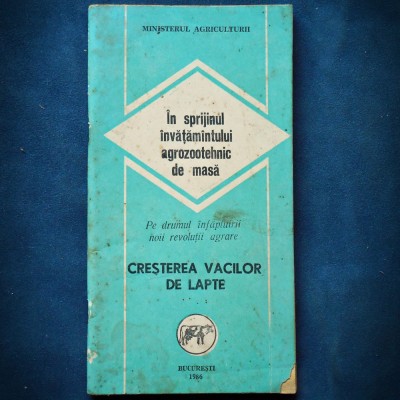 MINISTERUL AGRICULTURII
În sprijinul
învățămîntului
agrozootehnic
de masă
Pe drumul înfăptuirii
noii revoluții agrare
CREȘTEREA VACILOR
DE LAPTE
BUCUREȘTI
1986